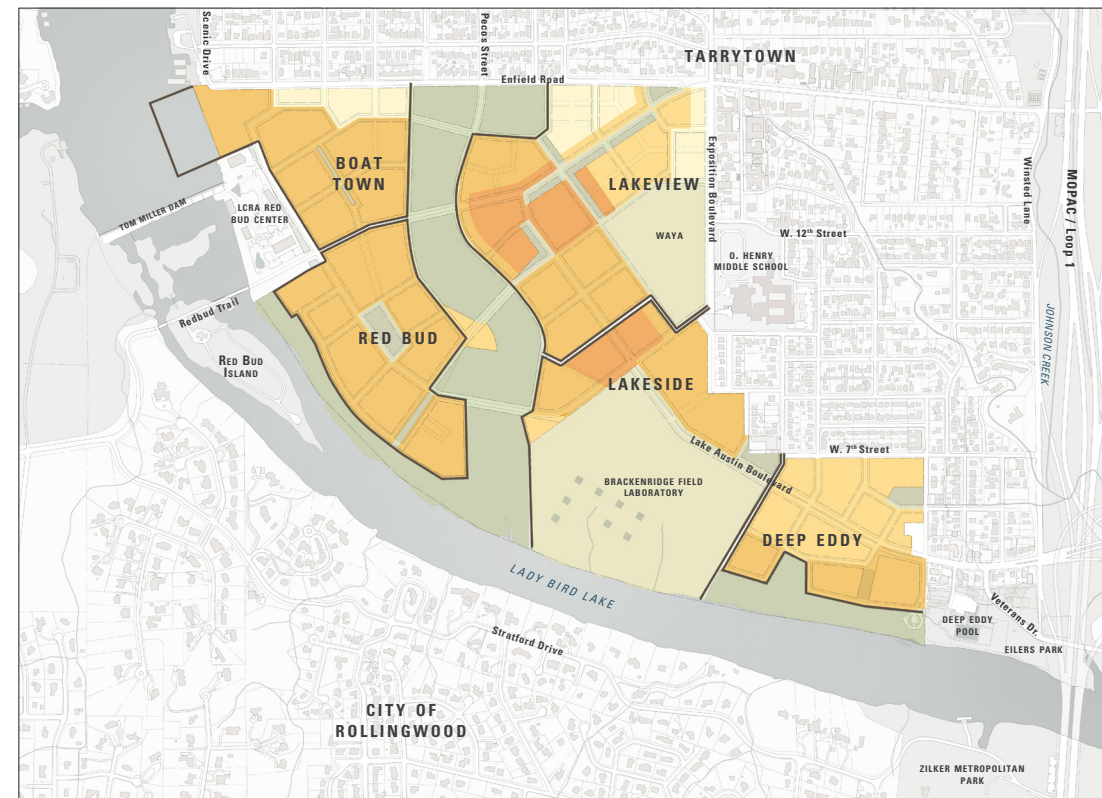 Scenic Drive
Pecos Street
TARRYTOWN
Enfield Road
BOAT
TOWN
LAKEVIEW
Exposition Boulevard
Winsted Lane
MOPAC / Loop 1
LCRA RED
BUD CENTER
TOM MILLER DAM
WAYA
W. 12th Street
O. HENRY
MIDDLE SCHOOL
Redbud Trail
RED BUD
RED BUD
ISLAND
JOHNSON CREEK
LAKESIDE
Lake Austin Boulevard
W. 7th Street
BRACKENRIDGE FIELD
LABORATORY
DEEP EDDY
LADY BIRD LAKE
Veterans Dr.
DEEP EDDY
POOL
EILERS PARK
Stratford Drive
CITY OF
ROLLINGWOOD
ZILKER METROPOLITAN
PARK